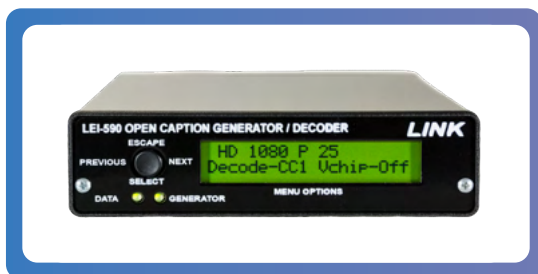 LEI-590 OPEN CAPTION GENERATOR / DECODER
LINK
ESCAPE
PREVIOUS
NEXT
SELECT
HD 1080 P 25
Decode-CC1 Vchip-Off
MENU OPTIONS
DATA
GENERATOR